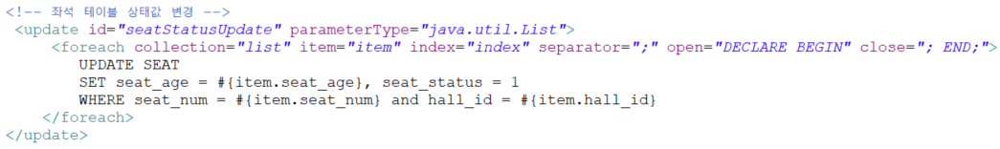 <!-- 좌석 테이블 상태값 변경 -->
<update id="seatStatusUpdate" parameterType="java.util.List">
<foreach collection="list" item="item" index="index" separator=";" open="DECLARE BEGIN" close="; END;">
UPDATE SEAT
SET seat_age = #{item.seat_age}, seat_status = 1
WHERE seat_num = #{item.seat_num} and hall_id = #{item.hall_id}
</foreach>
</update>